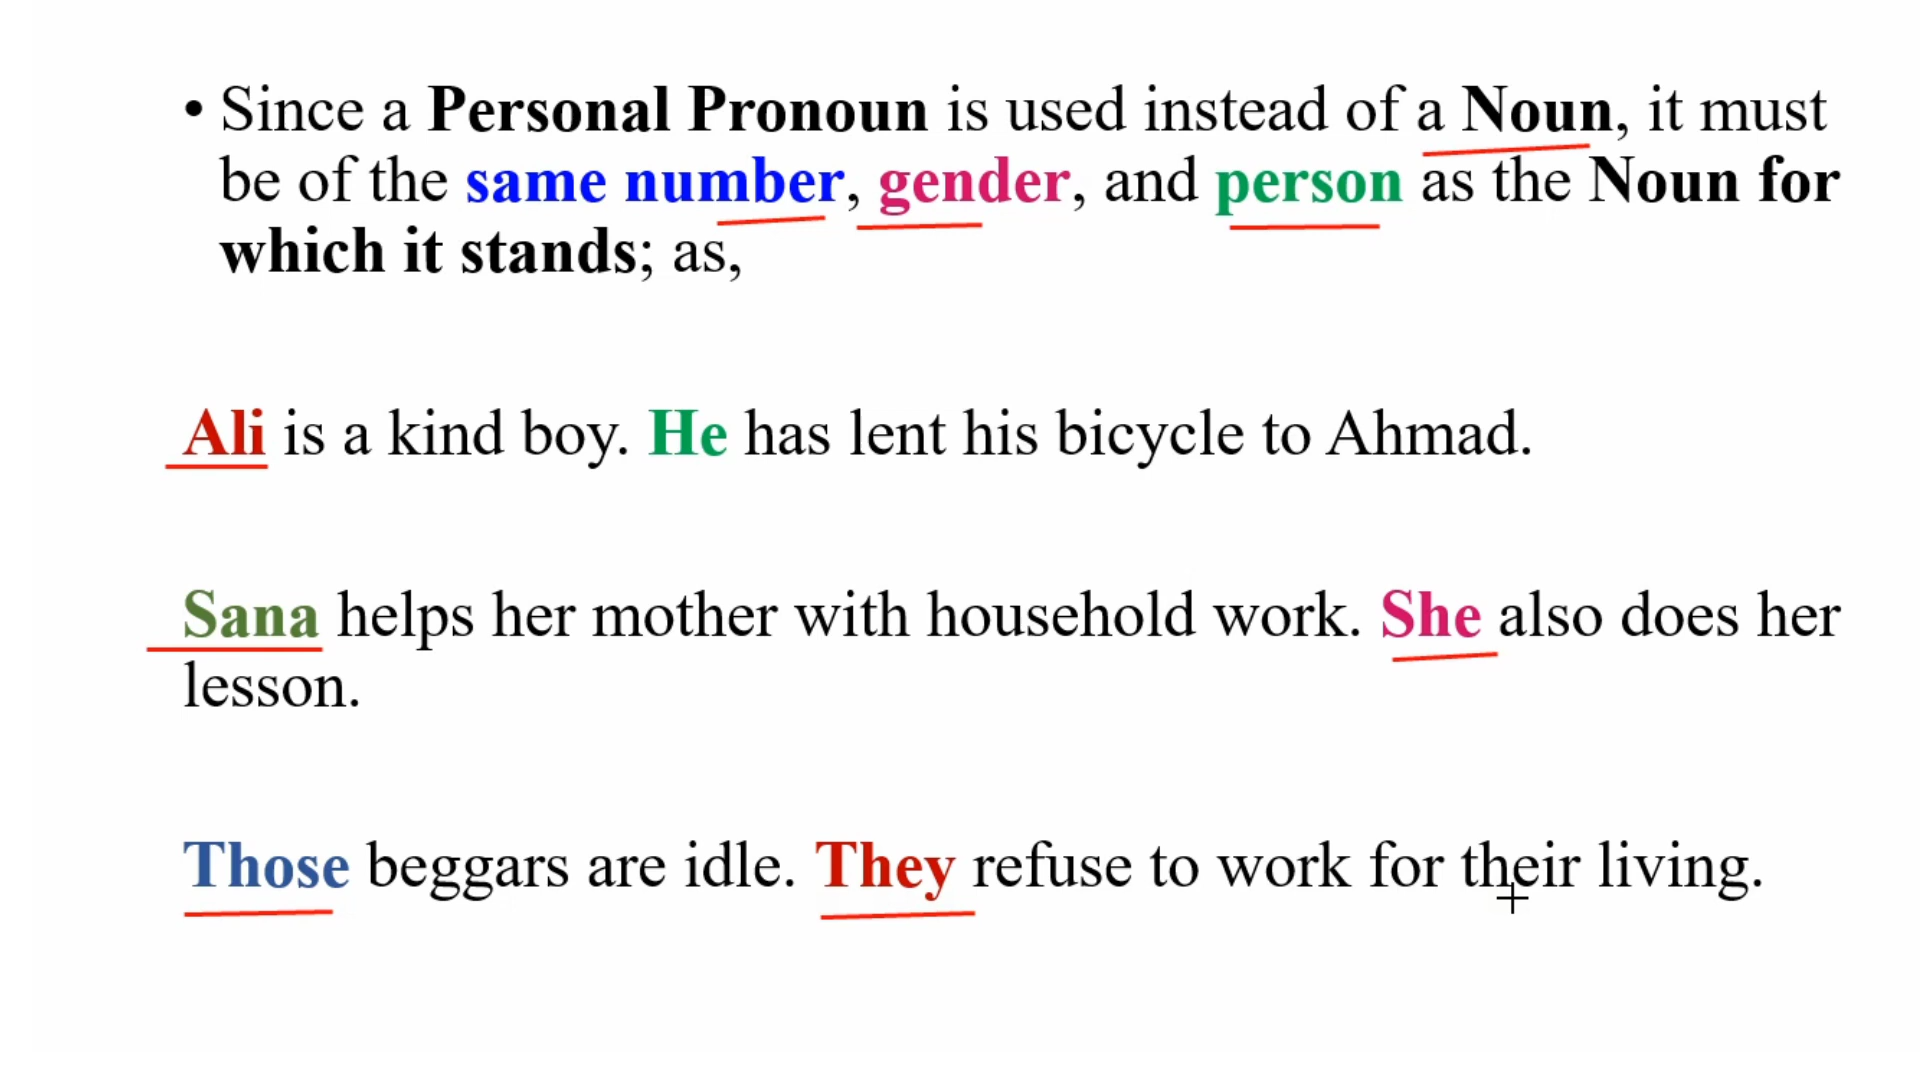 • Since a Personal Pronoun is used instead of a Noun, it must
be of the same number, gender, and person as the Noun for
which it stands; as,
Ali is a kind boy. He has lent his bicycle to Ahmad.
Sana helps her mother with household work. She also does her
lesson.
Those beggars are idle. They refuse to work for their living.